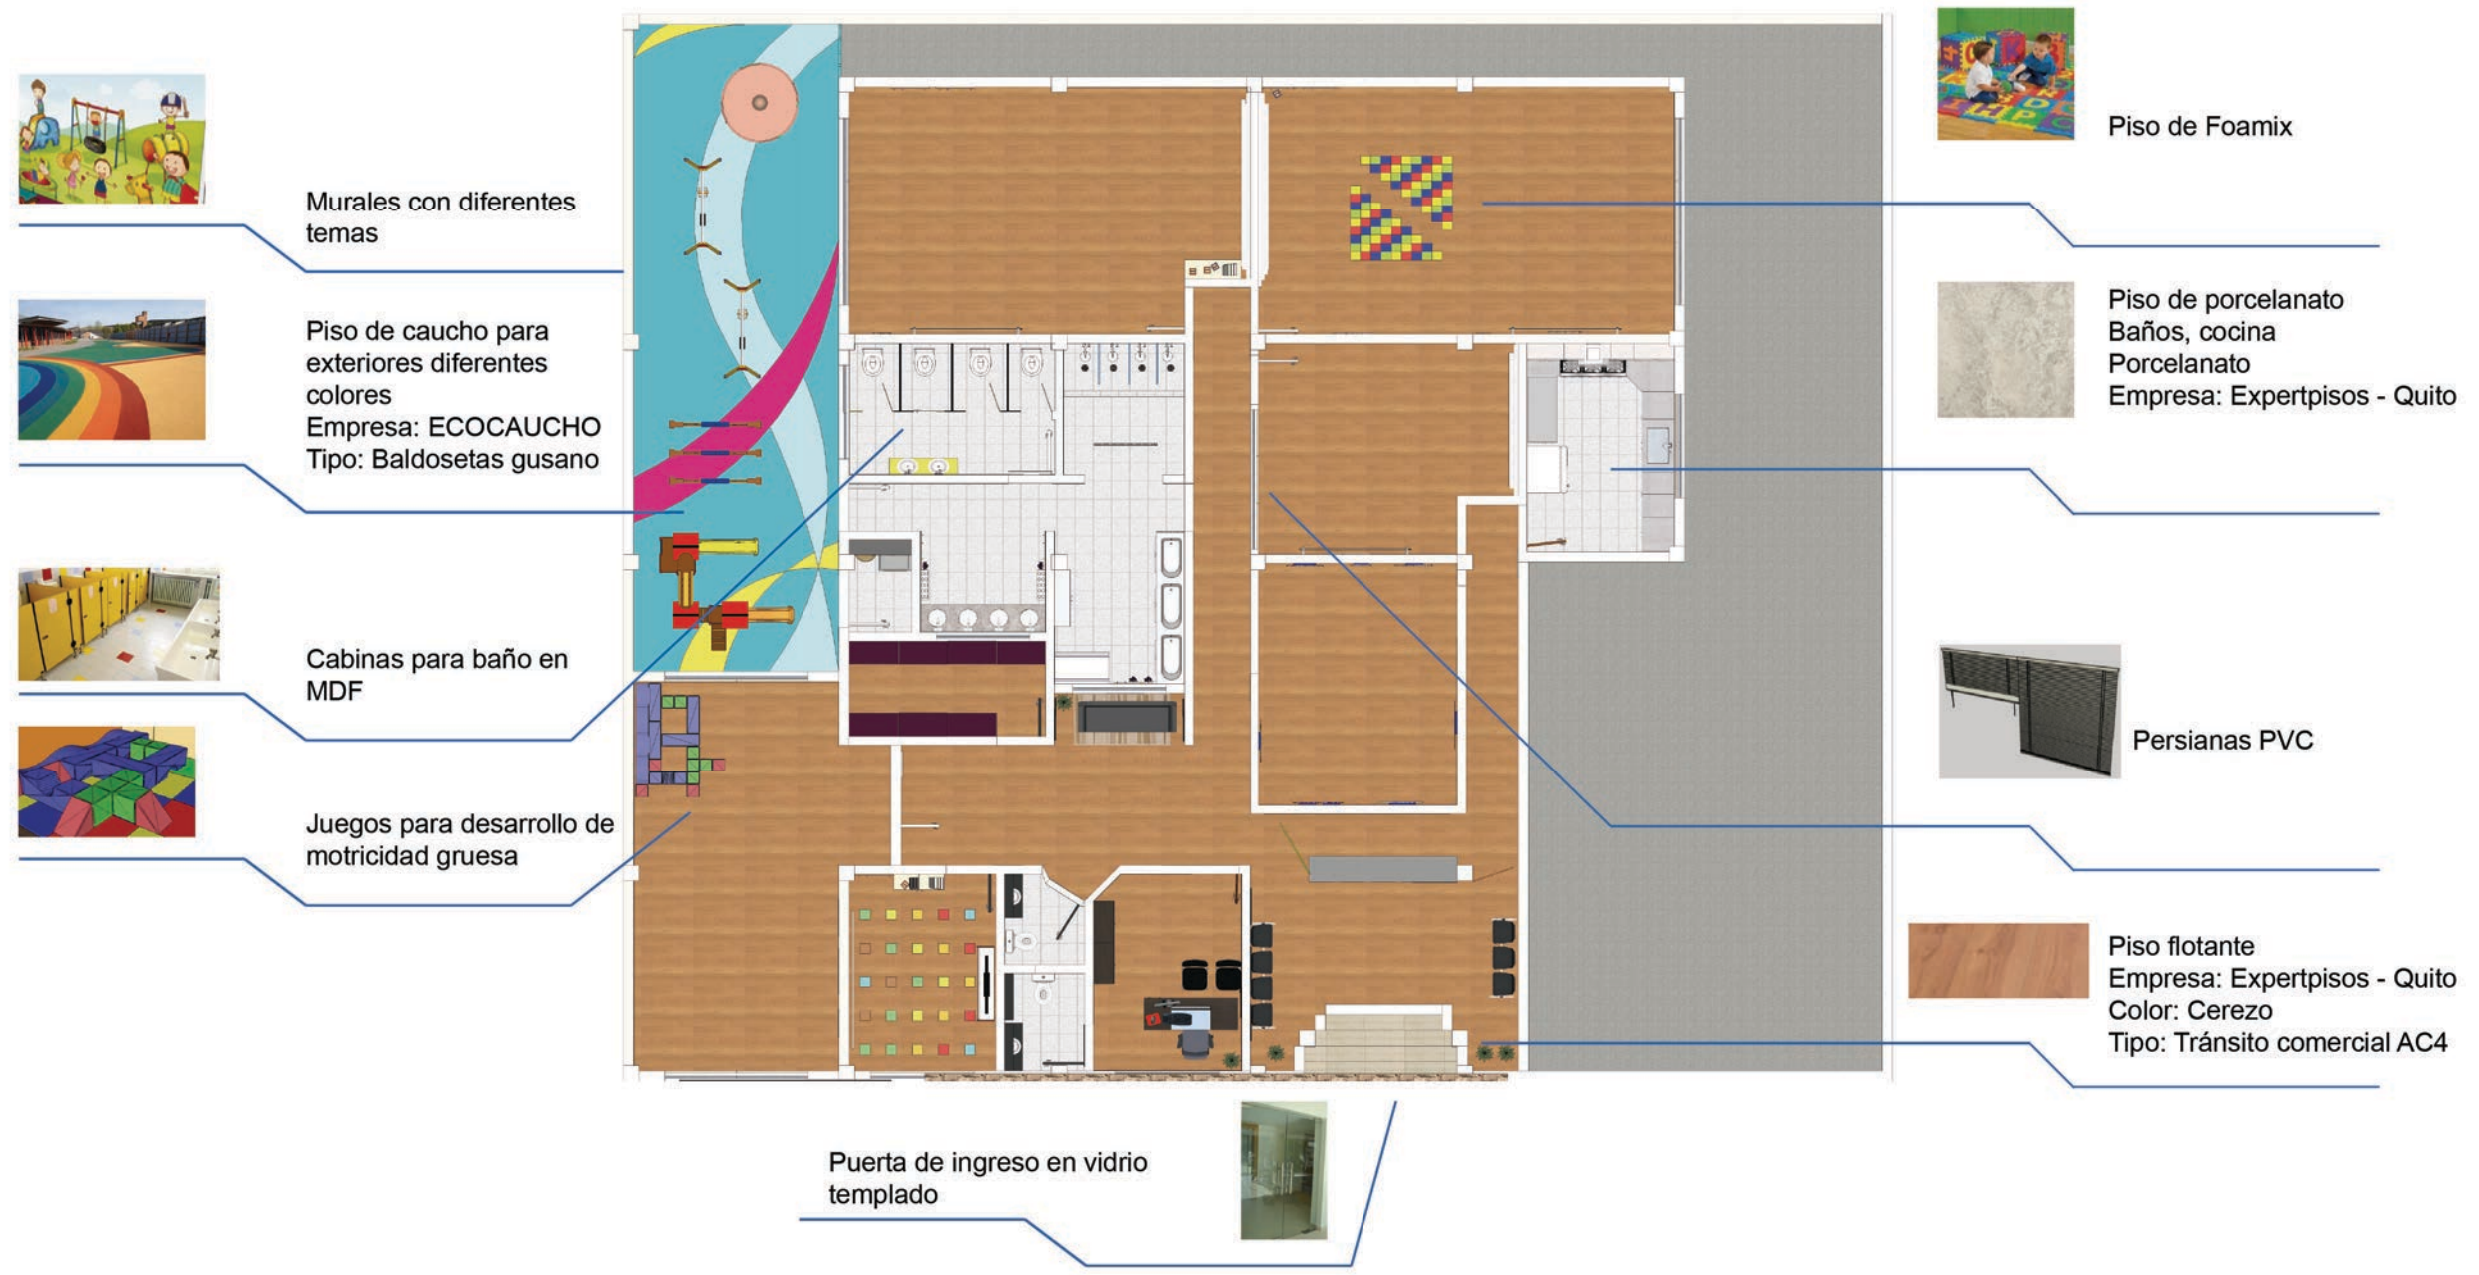 Murales con diferentes
temas
Piso de caucho para
exteriores diferentes
colores
Empresa: ECOCAUCHO
Tipo: Baldosetas gusano
Cabinas para baño en
MDF
Juegos para desarrollo de
motricidad gruesa
Puerta de ingreso en vidrio
templado
Piso de Foamix
Piso de porcelanato
Baños, cocina
Porcelanato
Empresa: Expertpisos - Quito
Persianas PVC
Piso flotante
Empresa: Expertpisos - Quito
Color: Cerezo
Tipo: Tránsito comercial AC4